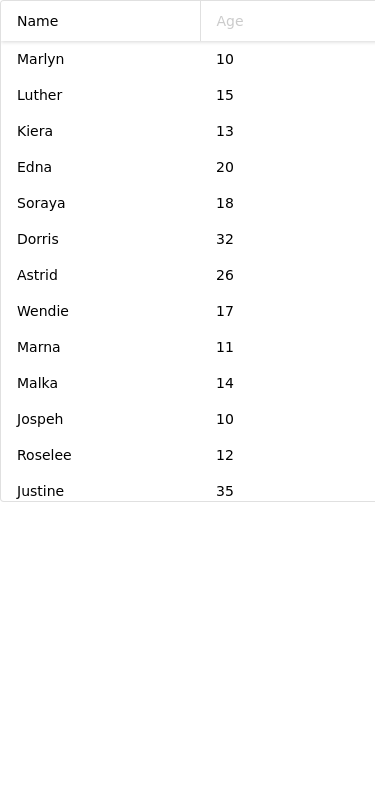 Name Age
Marlyn 10
Luther 15
Kiera 13
Edna 20
Soraya 18
Dorris 32
Astrid 26
Wendie 17
Marna 11
Malka 14
Jospeh 10
Roselee 12
Justine 35